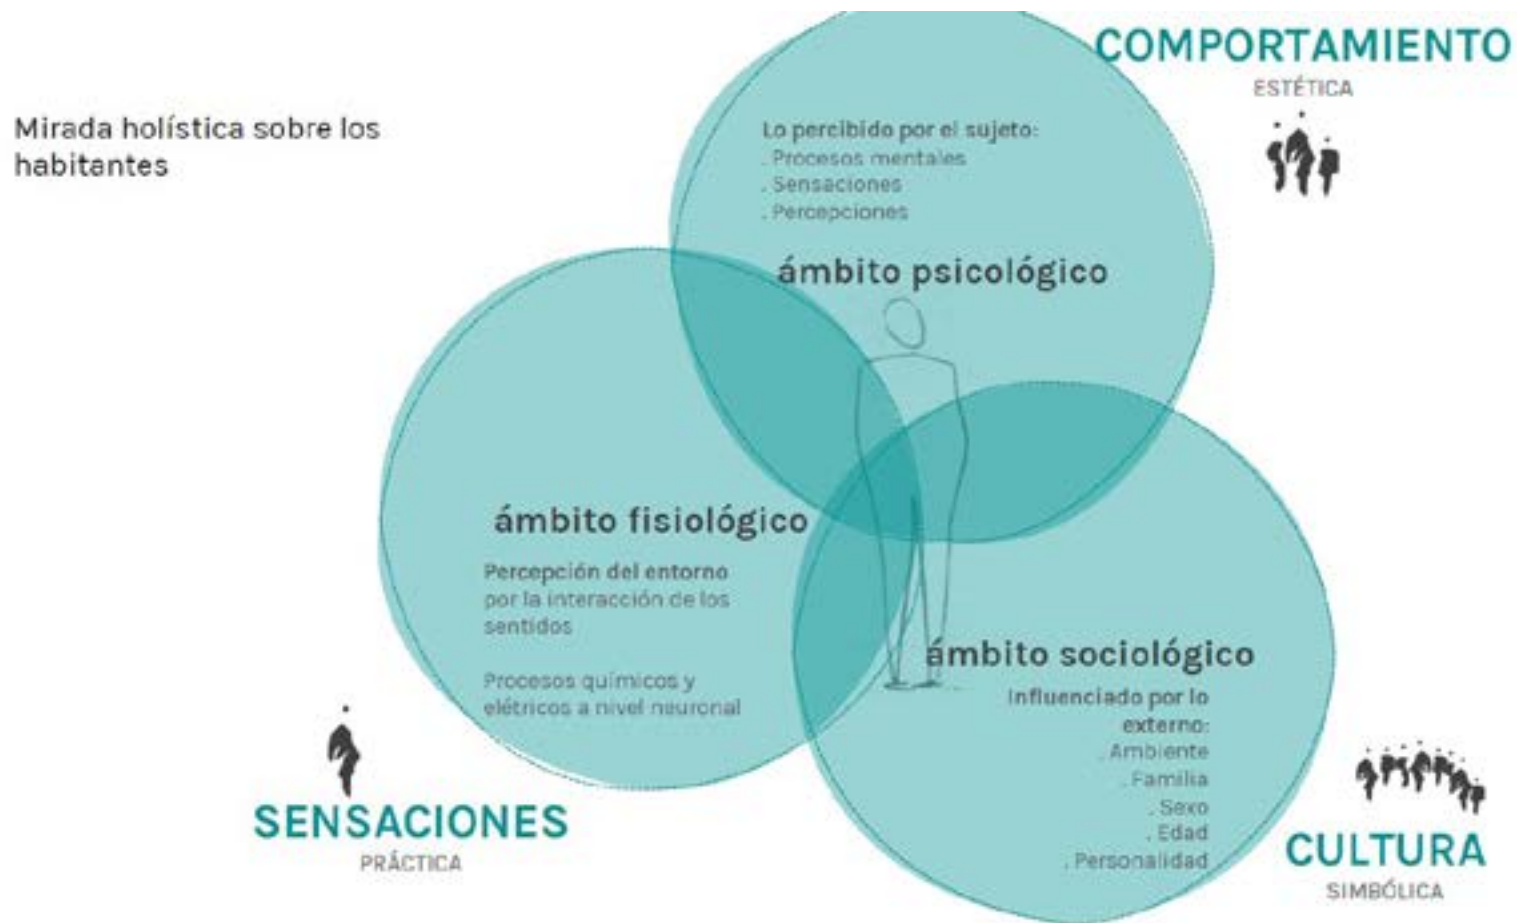 Mirada holística sobre los
habitantes
COMPORTAMIENTO
ESTÉTICA
Lo percibido por el sujeto:
. Procesos mentales
. Sensaciones
. Percepciones
ámbito psicológico
ámbito fisiológico
Percepción del entorno
por la interacción de los
sentidos
Procesos químicos y
elétricos a nivel neuronal
SENSACIONES
PRÁCTICA
ámbito sociológico
Influenciado por lo
externo:
. Ambiente
. Familia
. Sexo
. Edad
. Personalidad
CULTURA
SIMBÓLICA